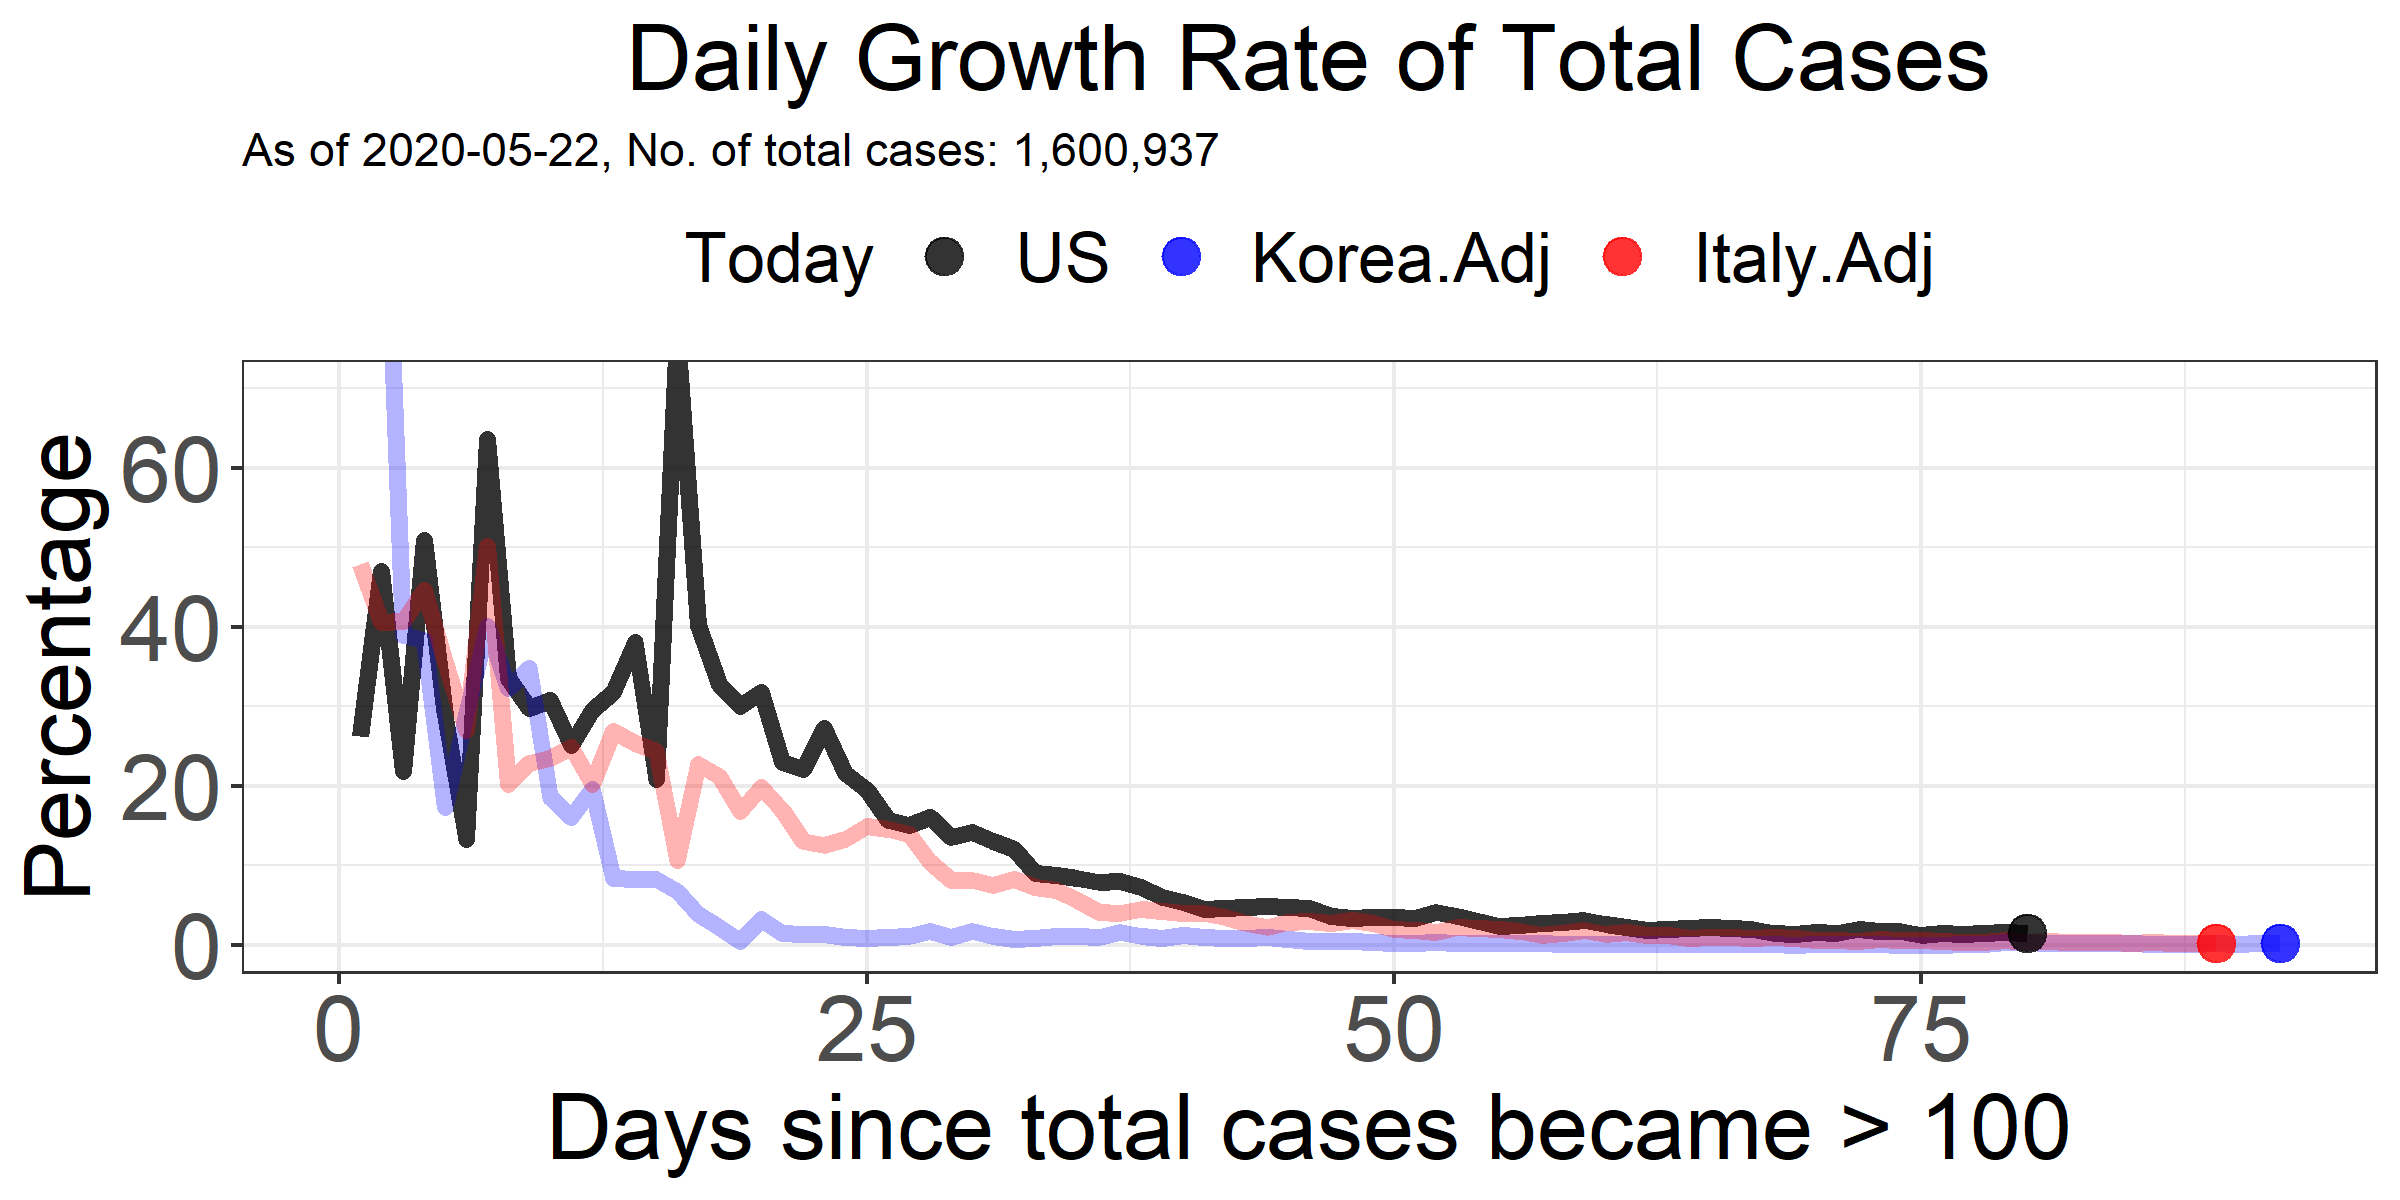 Daily Growth Rate of Total Cases
As of 2020-05-22, No. of total cases: 1,600,937
Today US Korea.Adj Italy.Adj
Percentage
60
40
20
0
0 25 50 75
Days since total cases became > 100